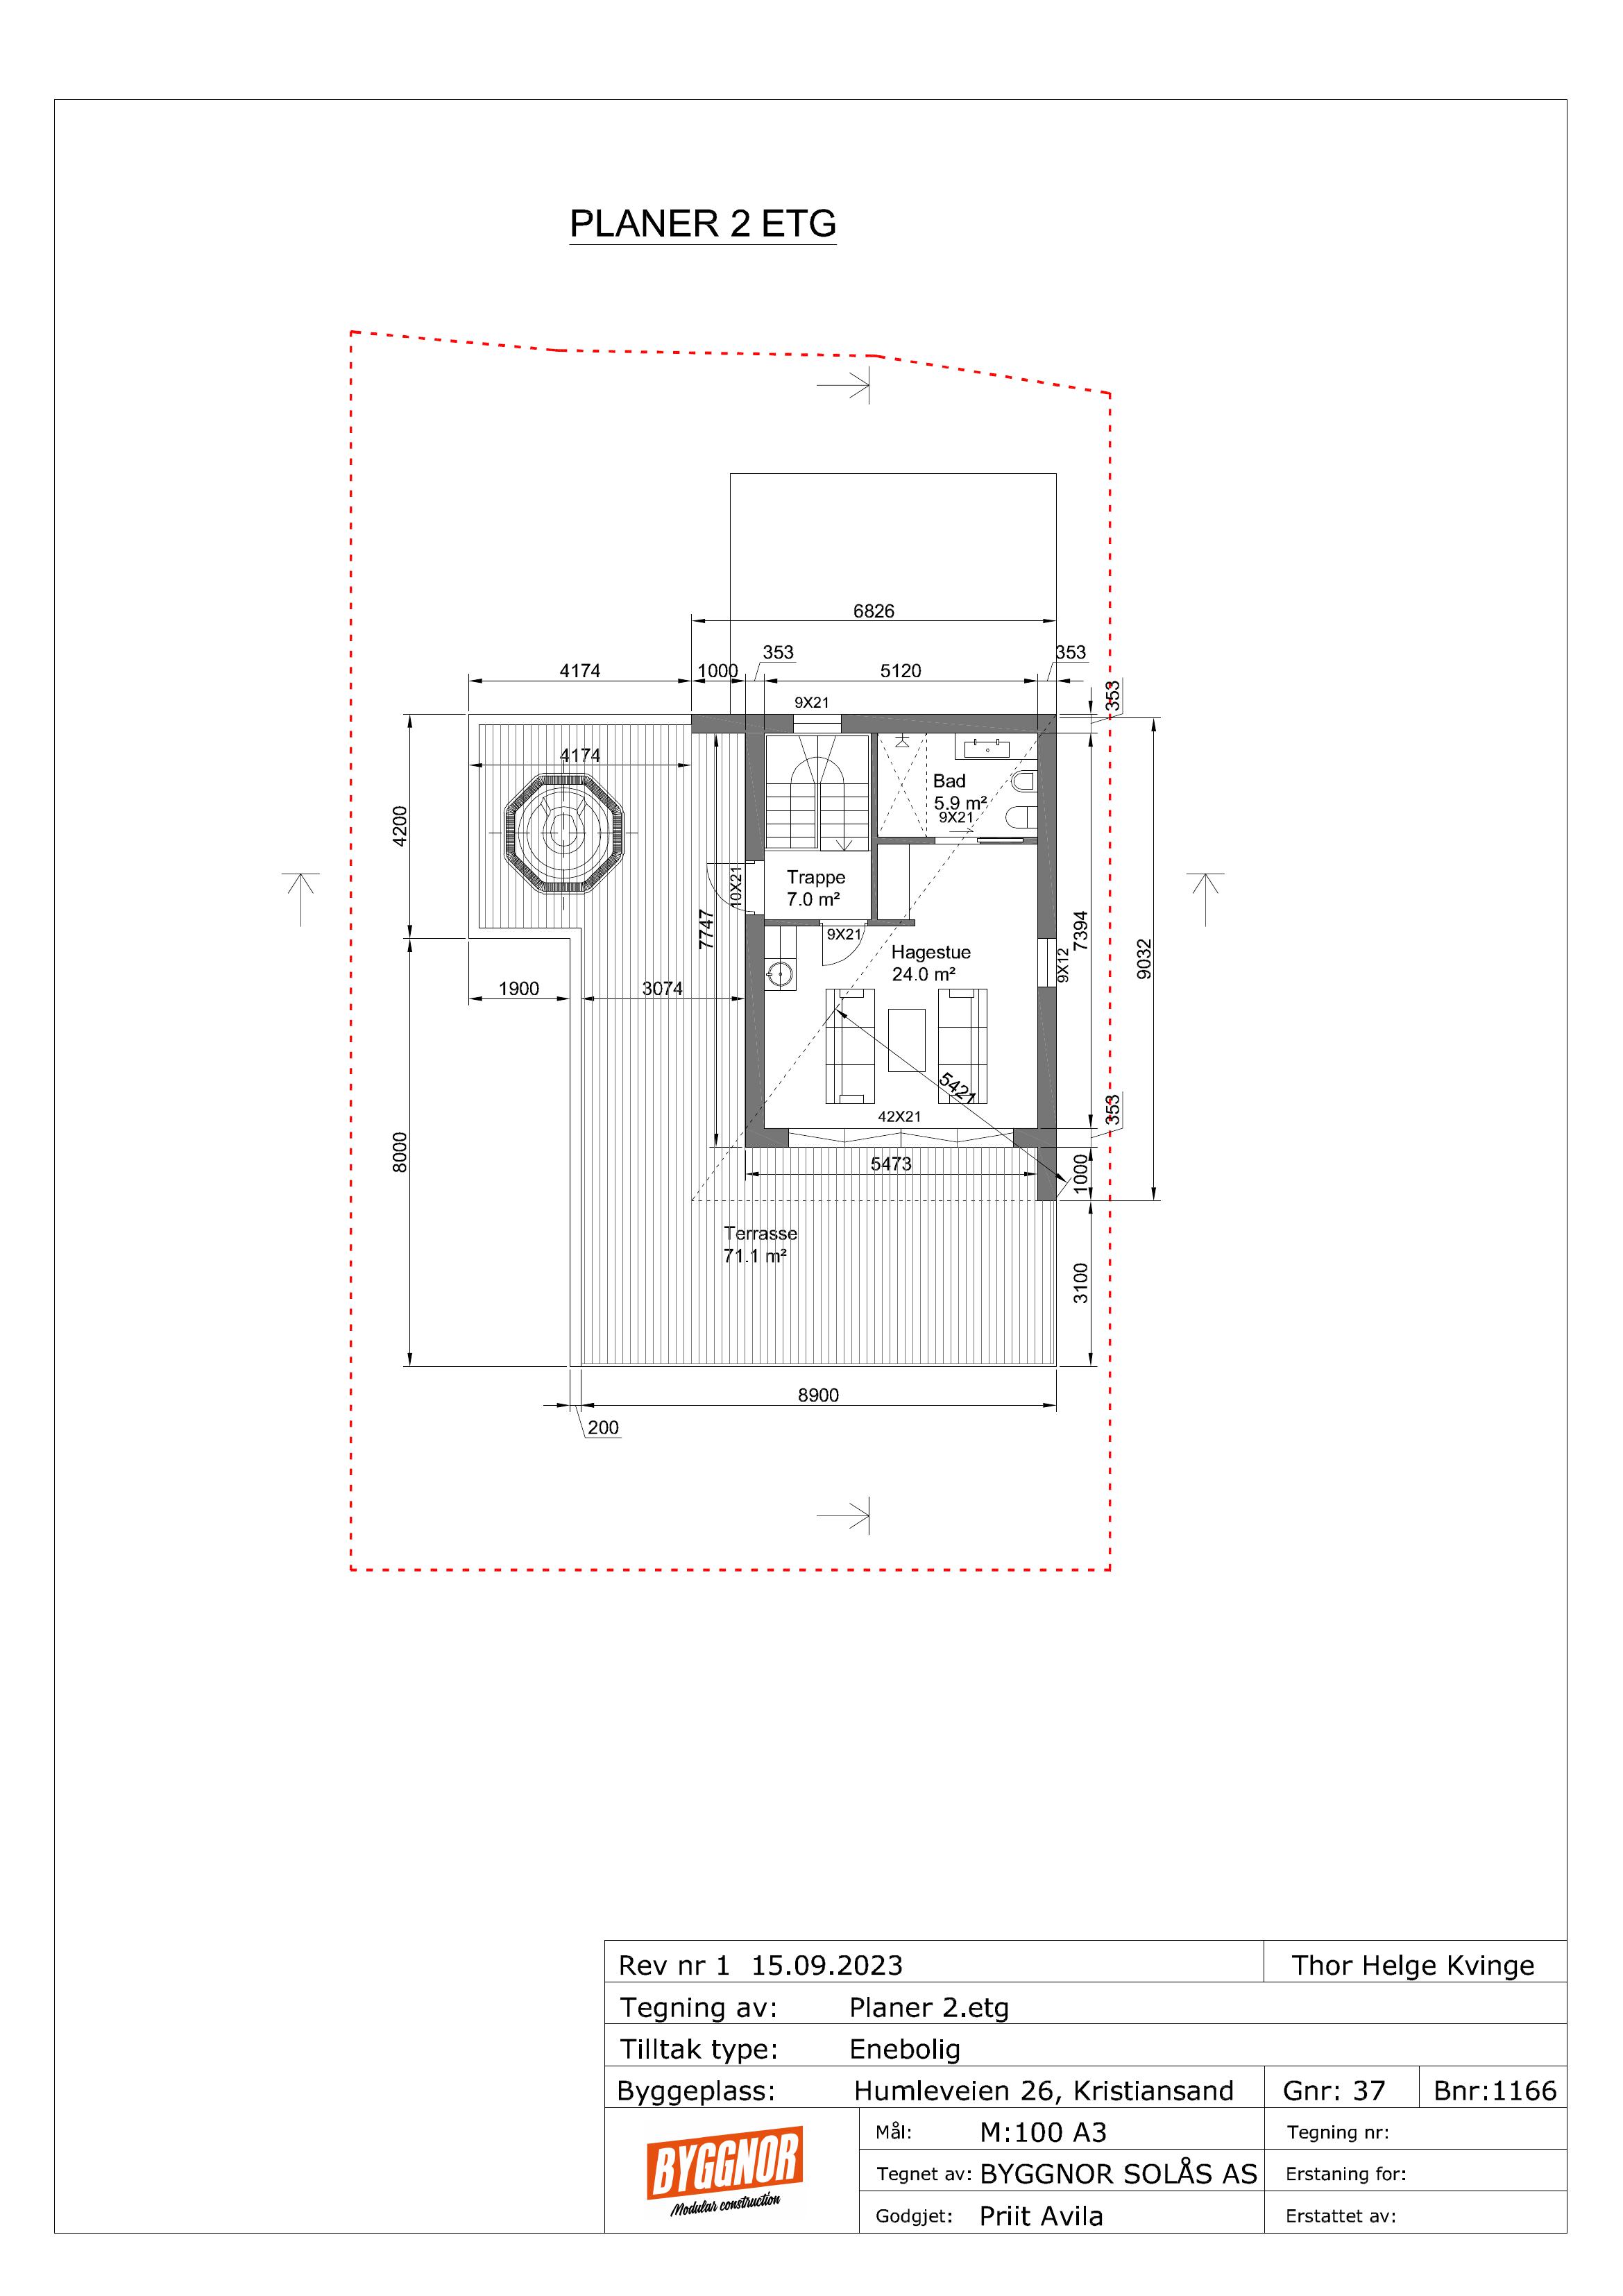 PLANER 2 ETG
6826
353
353
4174
1000
5120
353
9X21
4174
Bad
5.9 m²
9X21
4200
10X21
Trappe
7.0 m²
7747
9X21
Hagestue
24.0 m²
7394
9X12
9032
1900
3074
5421
353
42X21
8000
5473
1000
Terrasse
71.1 m²
3100
8900
200
Rev nr 1 15.09.2023
Thor Helge Kvinge
Tegning av: Planer 2.etg
Tilltak type: Enebolig
Byggeplass: Humleveien 26, Kristiansand
Gnr: 37
Bnr:1166
BYGGNOR
Modular construction
Mål: M:100 A3
Tegning nr:
Tegnet av: BYGGNOR SOLÅS AS
Erstaning for:
Godgjet: Priit Avila
Erstattet av: